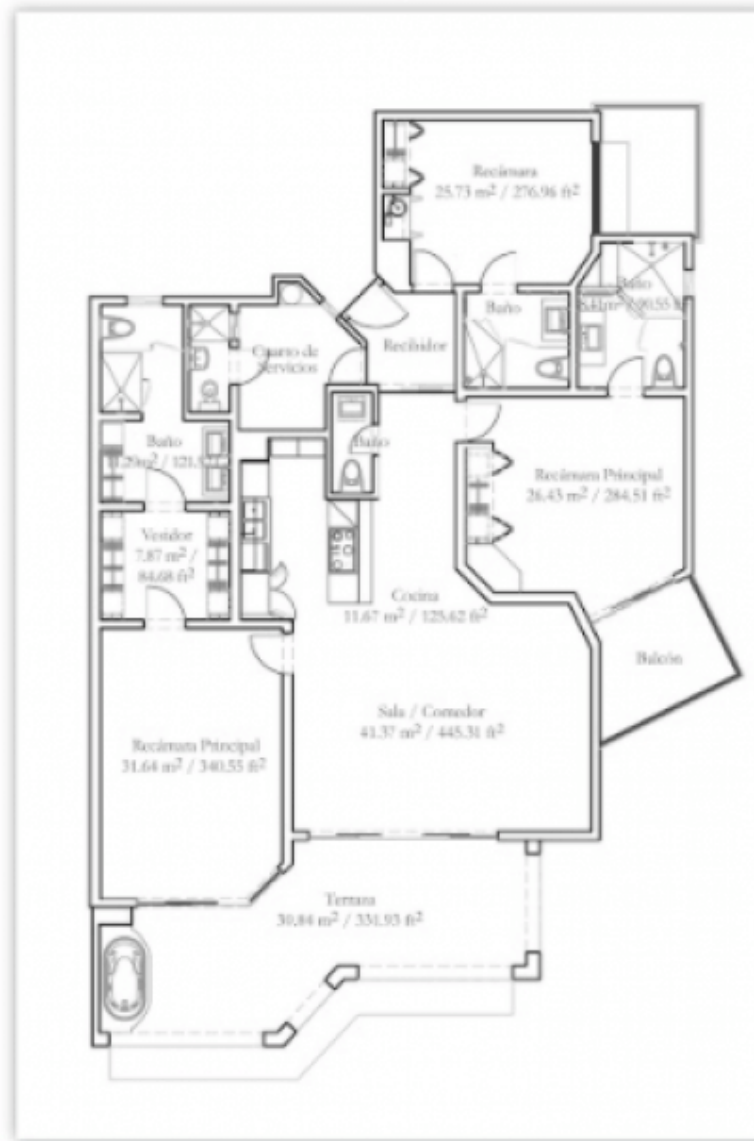 Recámara
25.73 m² / 276.96 ft²
Baño
Baño
Recibidor
Cuarto de
Servicios
Baño
Baño
Recámara Principal
26.43 m² / 284.51 ft²
Vestidor
7.87 m² /
84.68 ft²
Cocina
11.67 m² / 125.62 ft²
Balcón
Sala / Comedor
41.37 m² / 445.31 ft²
Recámara Principal
31.64 m² / 340.55 ft²
Terraza
30.84 m² / 331.93 ft²